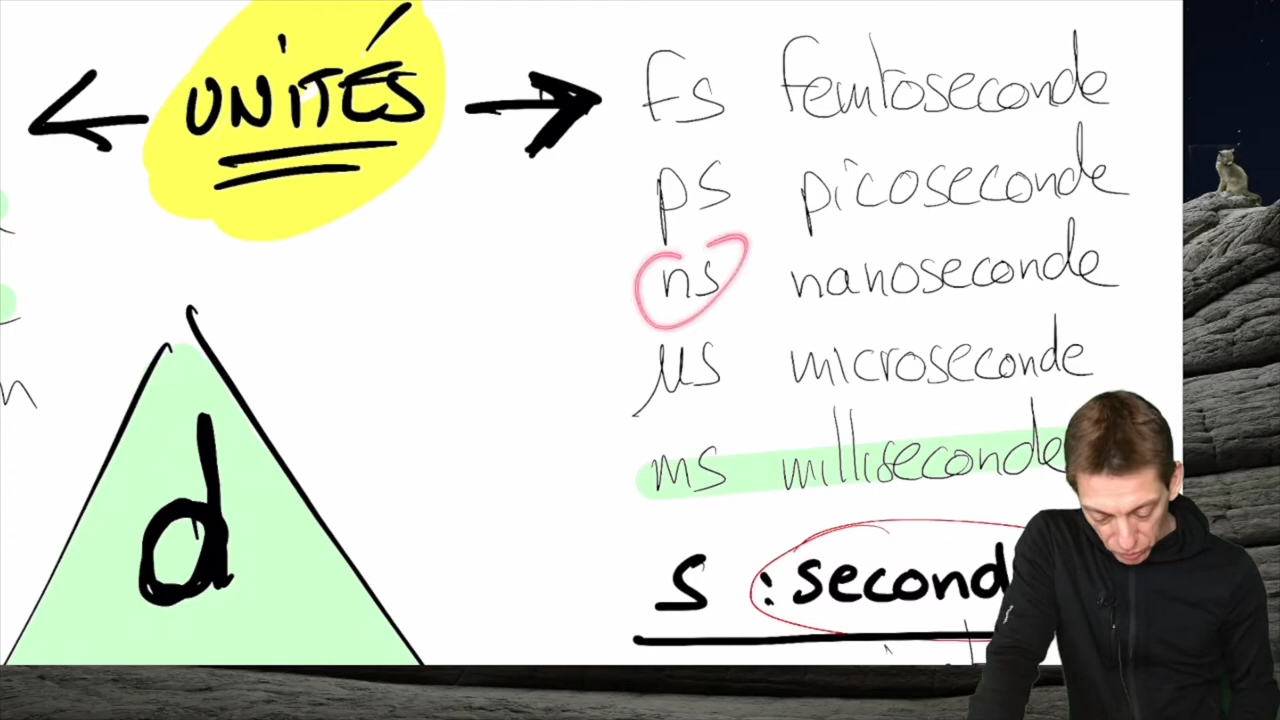 UNITÉS
fs femtoseconde
ps picoseconde
ns nanoseconde
µs microseconde
ms milliseconde
s : second
d
n